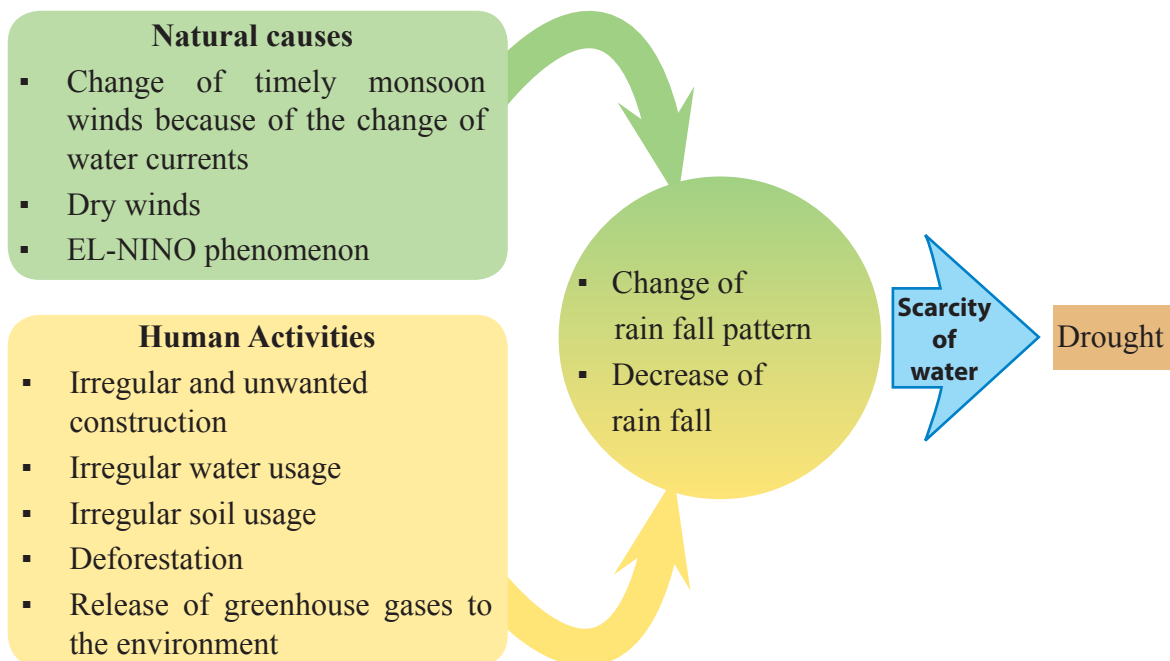 Natural causes
▪ Change of timely monsoon
winds because of the change of
water currents
▪ Dry winds
▪ EL-NINO phenomenon
Human Activities
▪ Irregular and unwanted
construction
▪ Irregular water usage
▪ Irregular soil usage
▪ Deforestation
▪ Release of greenhouse gases to
the environment
▪ Change of
rain fall pattern
▪ Decrease of
rain fall
Scarcity
of
water
Drought